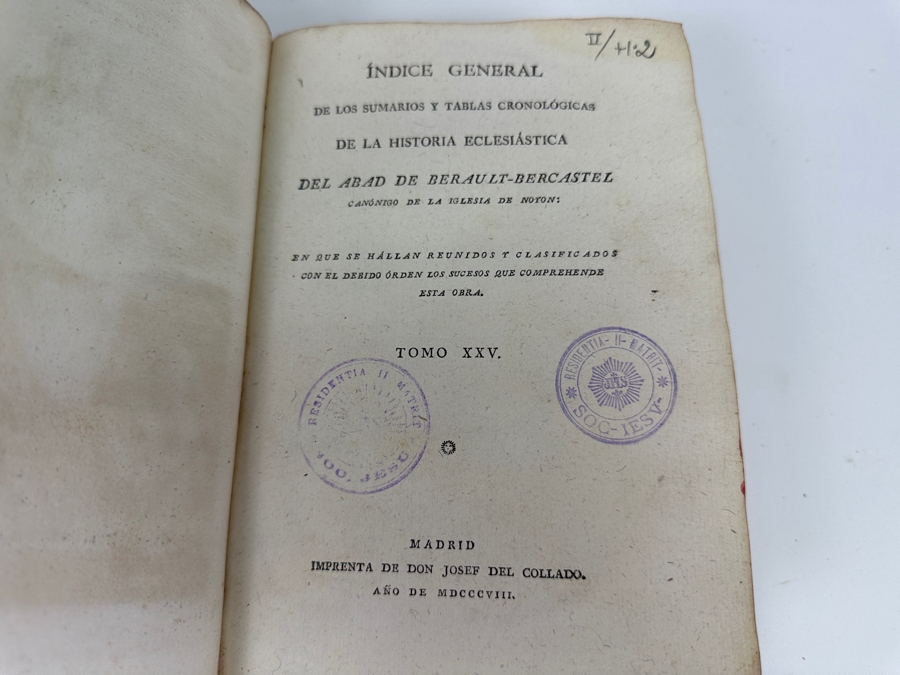 II/H-2
ÍNDICE GENERAL
DE LOS SUMARIOS Y TABLAS CRONOLÓGICAS
DE LA HISTORIA ECLESIÁSTICA
DEL ABAD DE BERAULT-BERCASTEL
CANÓNIGO DE LA IGLESIA DE NOYON:
EN QUE SE HÁLLAN REUNIDOS Y CLASIFICADOS
CON EL DEBIDO ÓRDEN LOS SUCESOS QUE COMPREHENDE
ESTA OBRA.
TOMO XXV.
RESIDENTIA II MATRIT
RESIDENTIA-II-MATRIT-
IHS
SOC-IESV-
MADRID
IMPRENTA DE DON JOSEF DEL COLLADO.
AÑO DE MDCCCVIII.